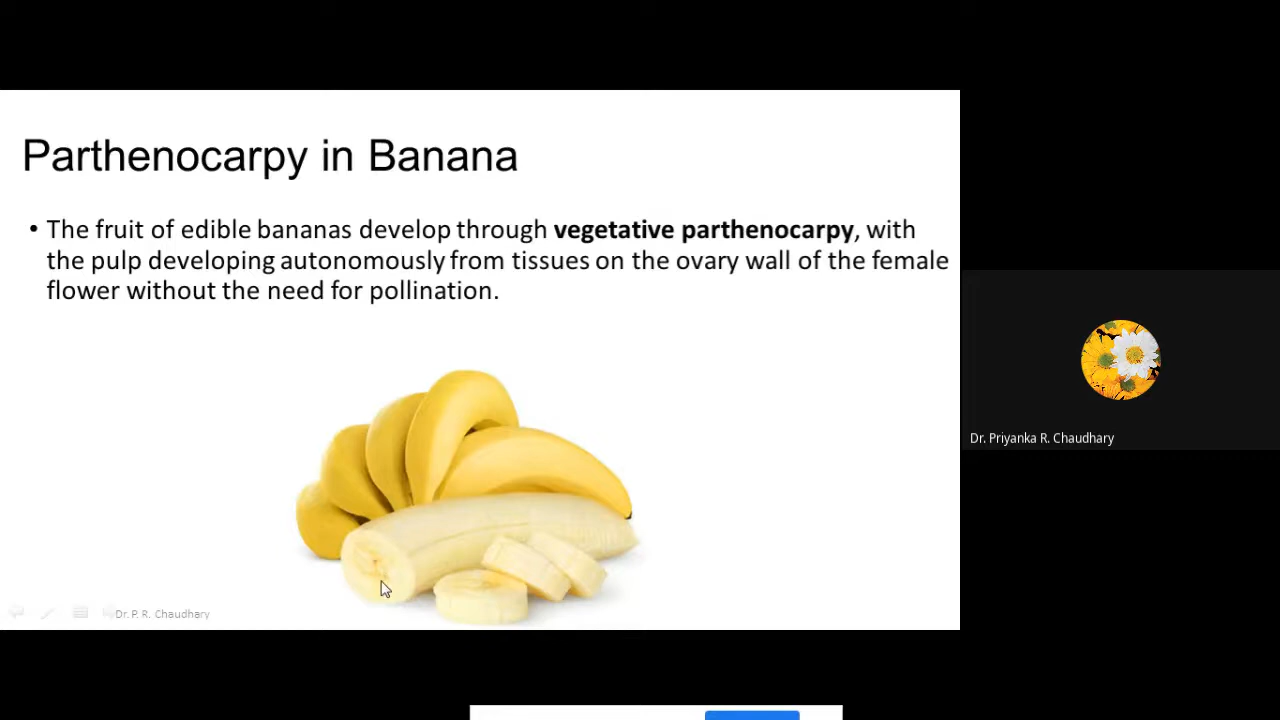 Parthenocarpy in Banana
• The fruit of edible bananas develop through vegetative parthenocarpy, with
the pulp developing autonomously from tissues on the ovary wall of the female
flower without the need for pollination.
Dr. Priyanka R. Chaudhary
Dr. P. R. Chaudhary